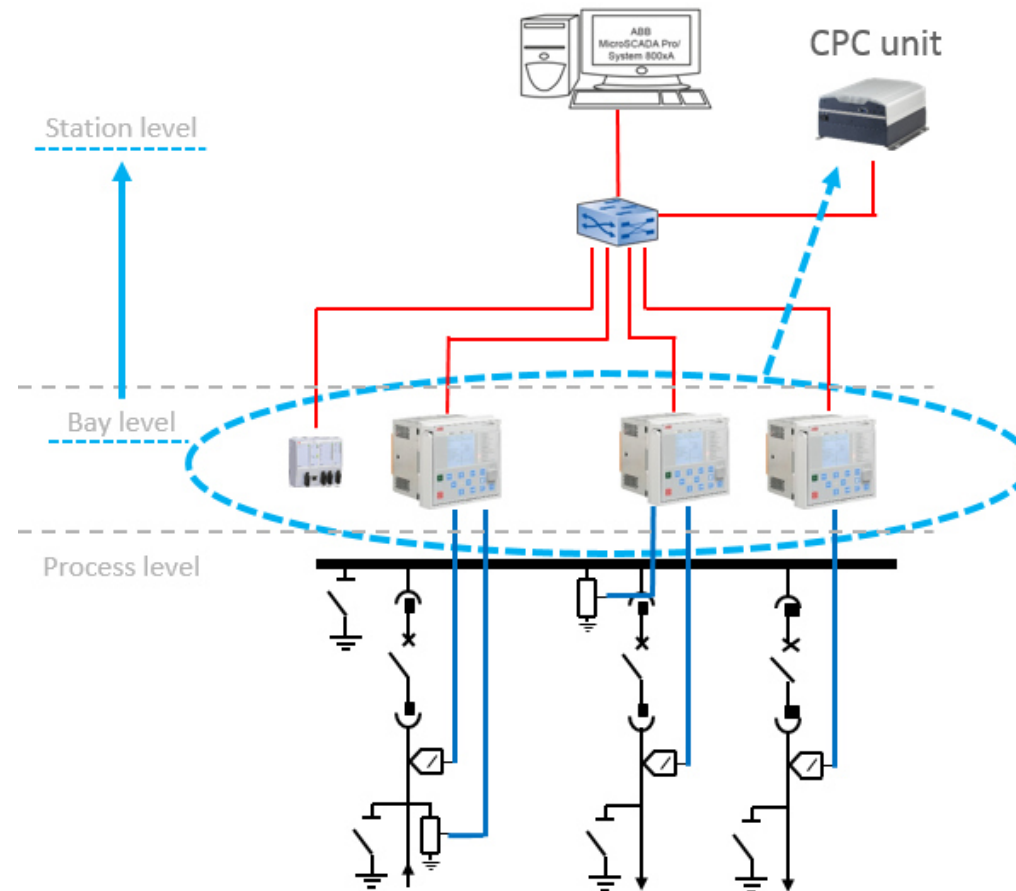 ABB
MicroSCADA Pro/
System 800xA
CPC unit
Station level
Bay level
Process level